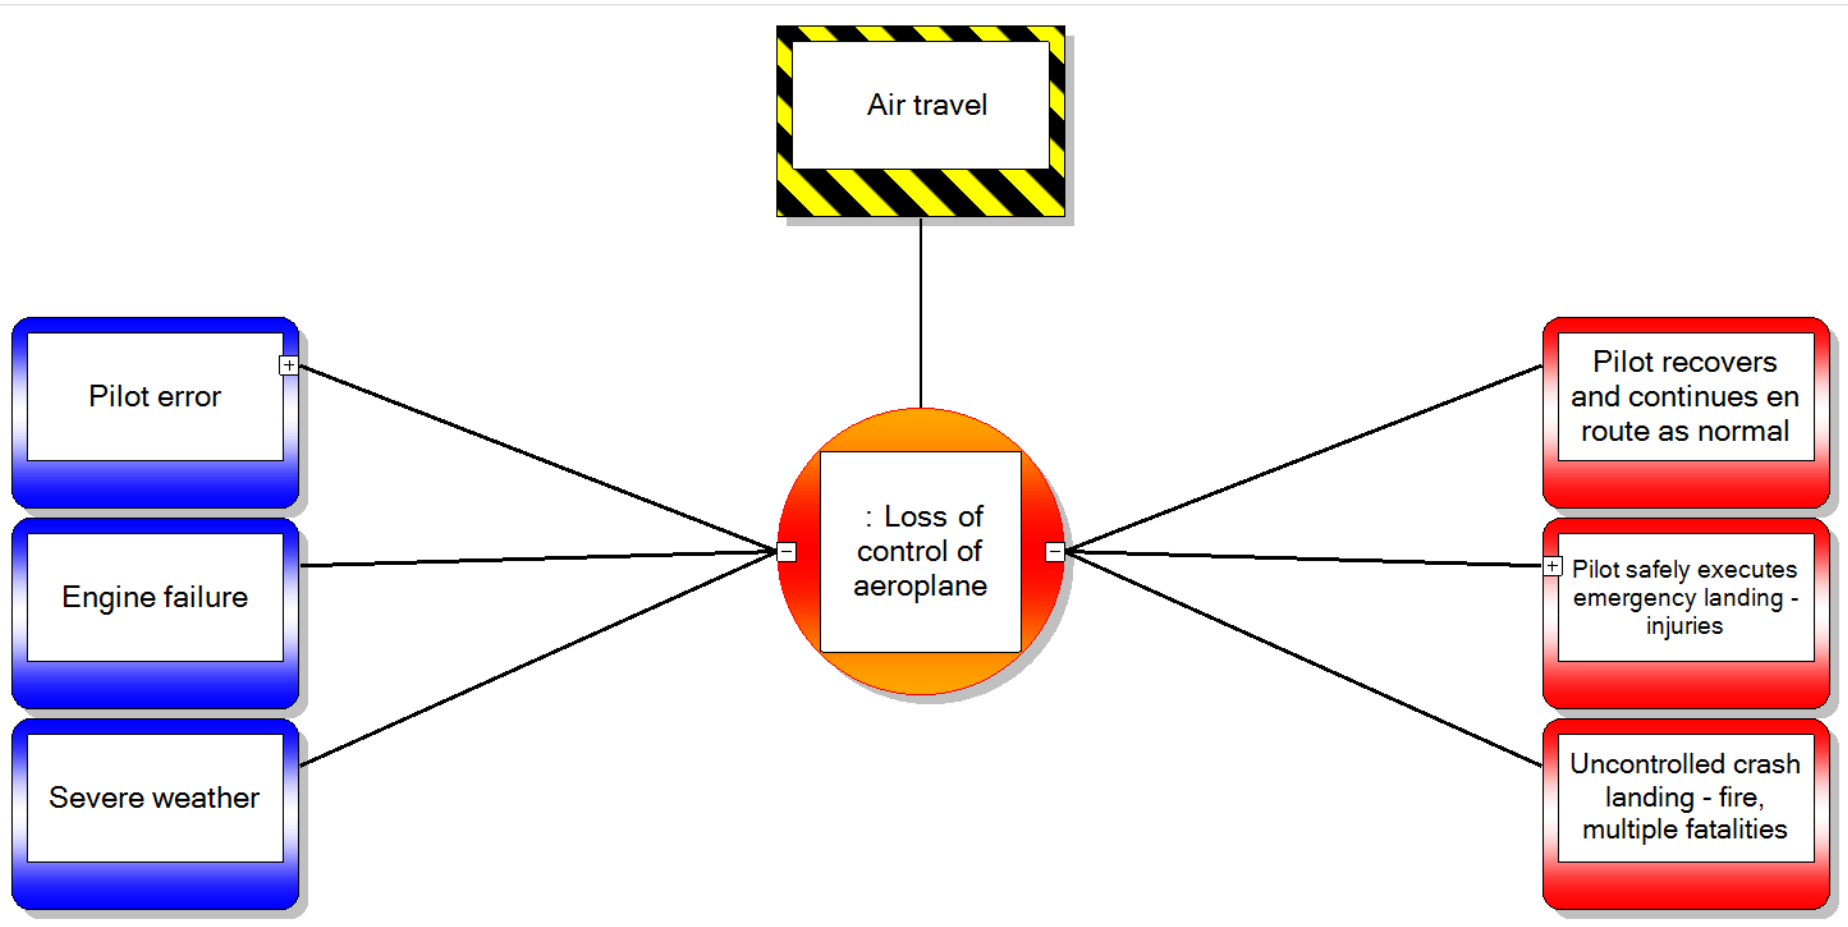 Air travel
Pilot error
Engine failure
Severe weather
: Loss of
control of
aeroplane
Pilot recovers
and continues en
route as normal
Pilot safely executes
emergency landing -
injuries
Uncontrolled crash
landing - fire,
multiple fatalities